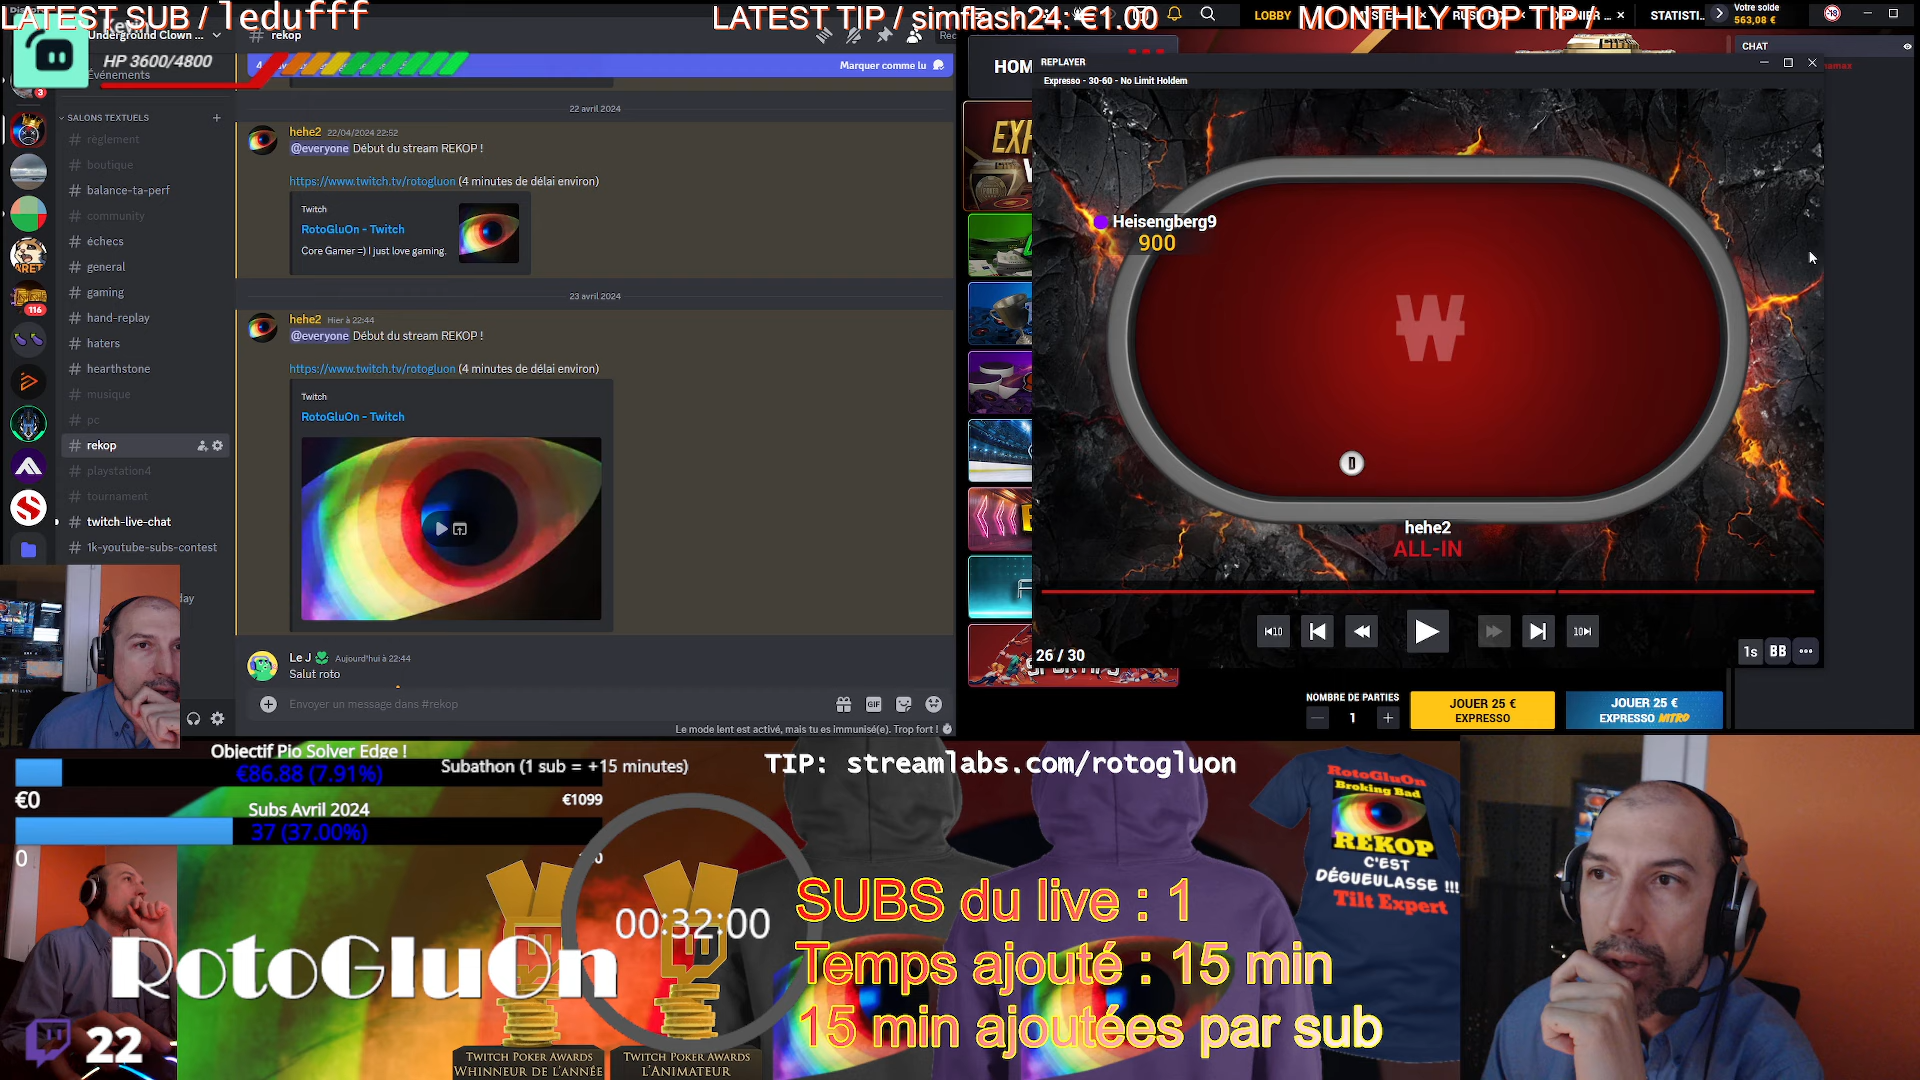 LATEST SUB / ledufff
LATEST TIP / simflash24: €1.00
MONTHLY TOP TIP /
HP 3600/4800
Underground Clown ...
Événements
3
SALONS TEXTUELS
# règlement
# boutique
# balance-ta-perf
# community
# échecs
# general
# gaming
# hand-replay
# haters
# hearthstone
# musique
# pc
# rekop
# playstation4
# tournament
# twitch-live-chat
# 1k-youtube-subs-contest
116
# rekop
Marquer comme lu
22 avril 2024
hehe2 22/04/2024 22:52
@everyone Début du stream REKOP !
https://www.twitch.tv/rotogluon (4 minutes de délai environ)
Twitch
RotoGluOn - Twitch
Core Gamer =) I just love gaming.
23 avril 2024
hehe2 Hier à 22:44
@everyone Début du stream REKOP !
https://www.twitch.tv/rotogluon (4 minutes de délai environ)
Twitch
RotoGluOn - Twitch
Le J Aujourd'hui à 22:44
Salut roto
Envoyer un message dans #rekop
GIF
Le mode lent est activé, mais tu es immunisé(e). Trop fort !
LOBBY
STATISTI...
Votre solde
563,08 €
-18
CHAT
HOM
REPLAYER
Expresso - 30-60 - No Limit Holdem
Heisengberg9
900
W
D
hehe2
ALL-IN
10
10
26 / 30
1s
BB
NOMBRE DE PARTIES
1
JOUER 25 €
EXPRESSO
JOUER 25 €
EXPRESSO NITRO
Objectif Pio Solver Edge !
€86.88 (7.91%)
€0
€1099
Subs Avril 2024
37 (37.00%)
0
Subathon (1 sub = +15 minutes)
00:32:00
TIP: streamlabs.com/rotogluon
SUBS du live : 1
Temps ajouté : 15 min
15 min ajoutées par sub
RotoGluOn
22
TWITCH POKER AWARDS
WHINNEUR DE L'ANNÉE
TWITCH POKER AWARDS
L'ANIMATEUR
RotoGluOn
Broking Bad
REKOP
C'EST
DÉGUEULASSE !!!
Tilt Expert